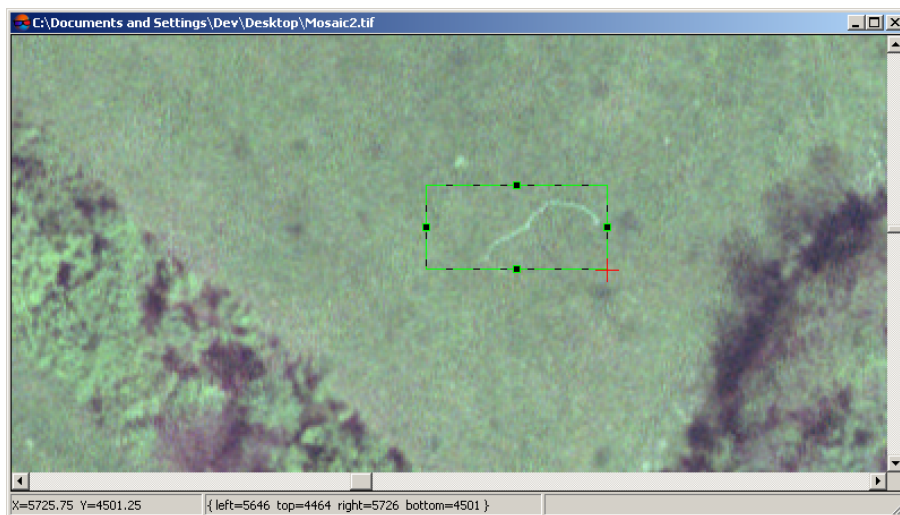 C:\Documents and Settings\Dev\Desktop\Mosaic2.tif
X=5725.75 Y=4501.25
{ left=5646 top=4464 right=5726 bottom=4501 }